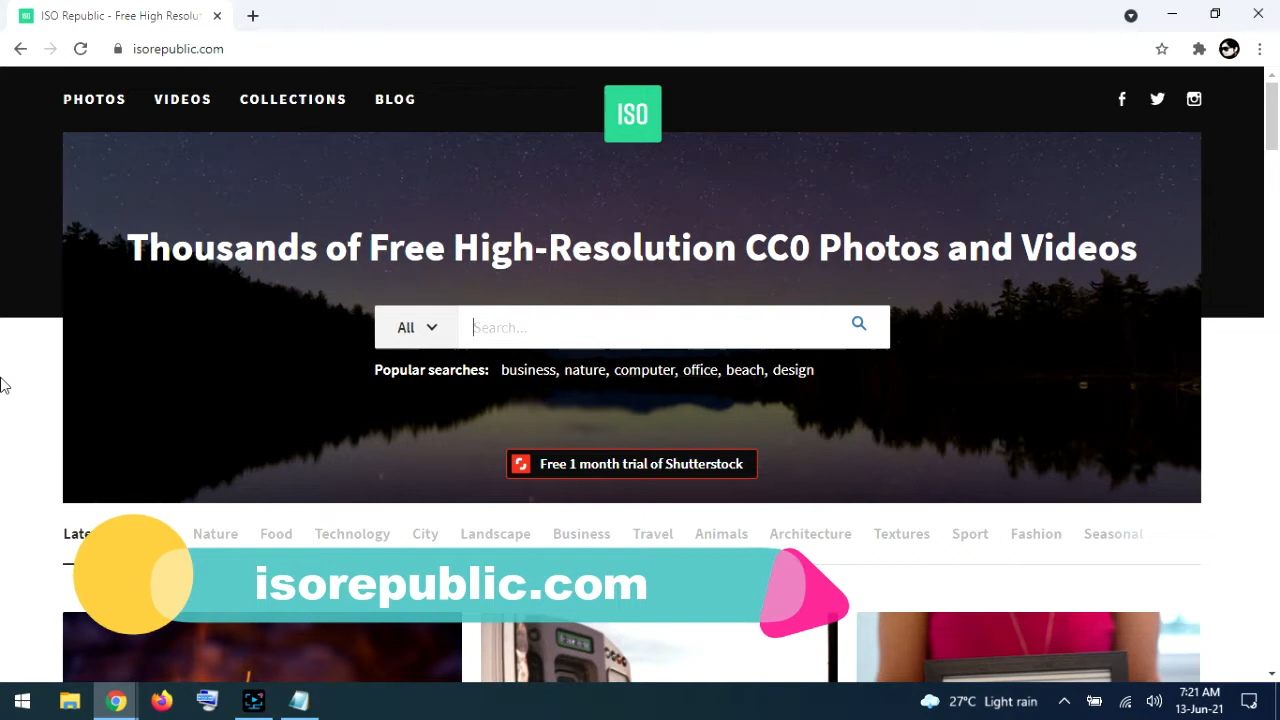 ISO Republic - Free High Resolut
isorepublic.com
PHOTOS VIDEOS COLLECTIONS BLOG
ISO
Thousands of Free High-Resolution CC0 Photos and Videos
All Search...
Popular searches: business, nature, computer, office, beach, design
Free 1 month trial of Shutterstock
Late Nature Food Technology City Landscape Business Travel Animals Architecture Textures Sport Fashion Seasonal
isorepublic.com
27°C Light rain
7:21 AM
13-Jun-21